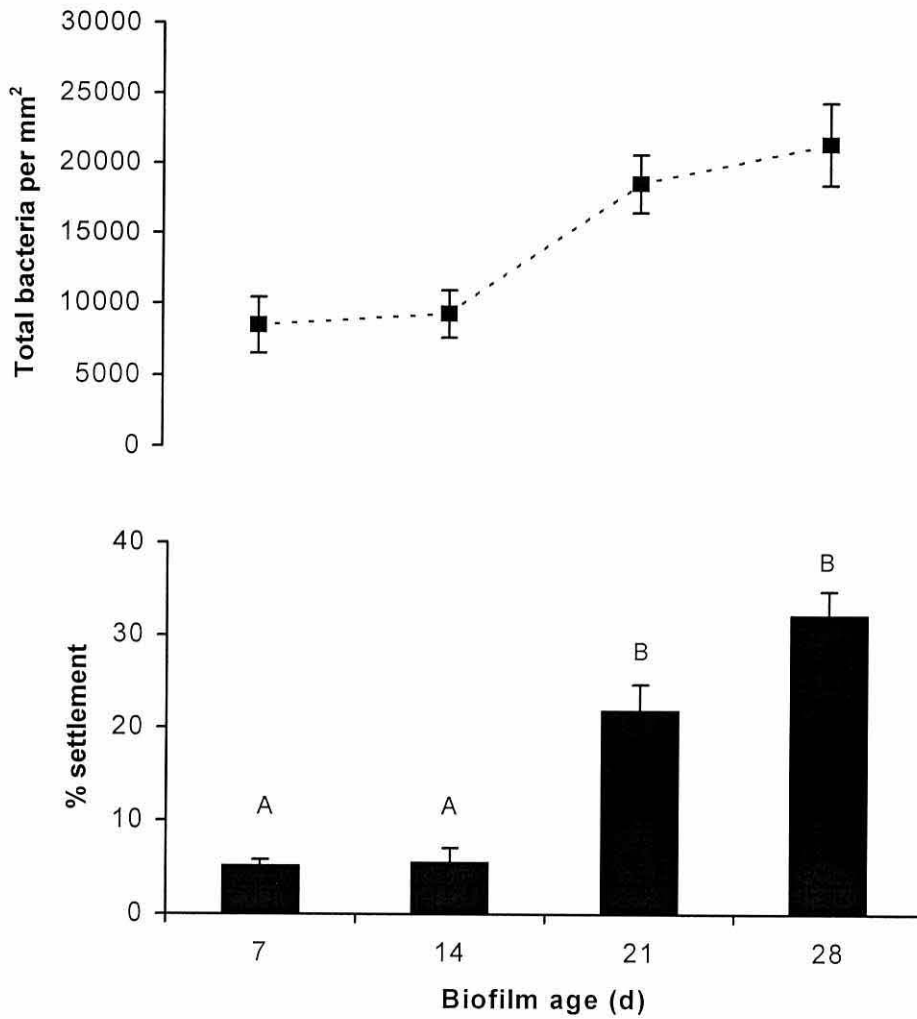 30000
25000
20000
15000
10000
5000
0
Total bacteria per mm²
40
30
20
10
0
% settlement
A
A
B
B
7 14 21 28
Biofilm age (d)